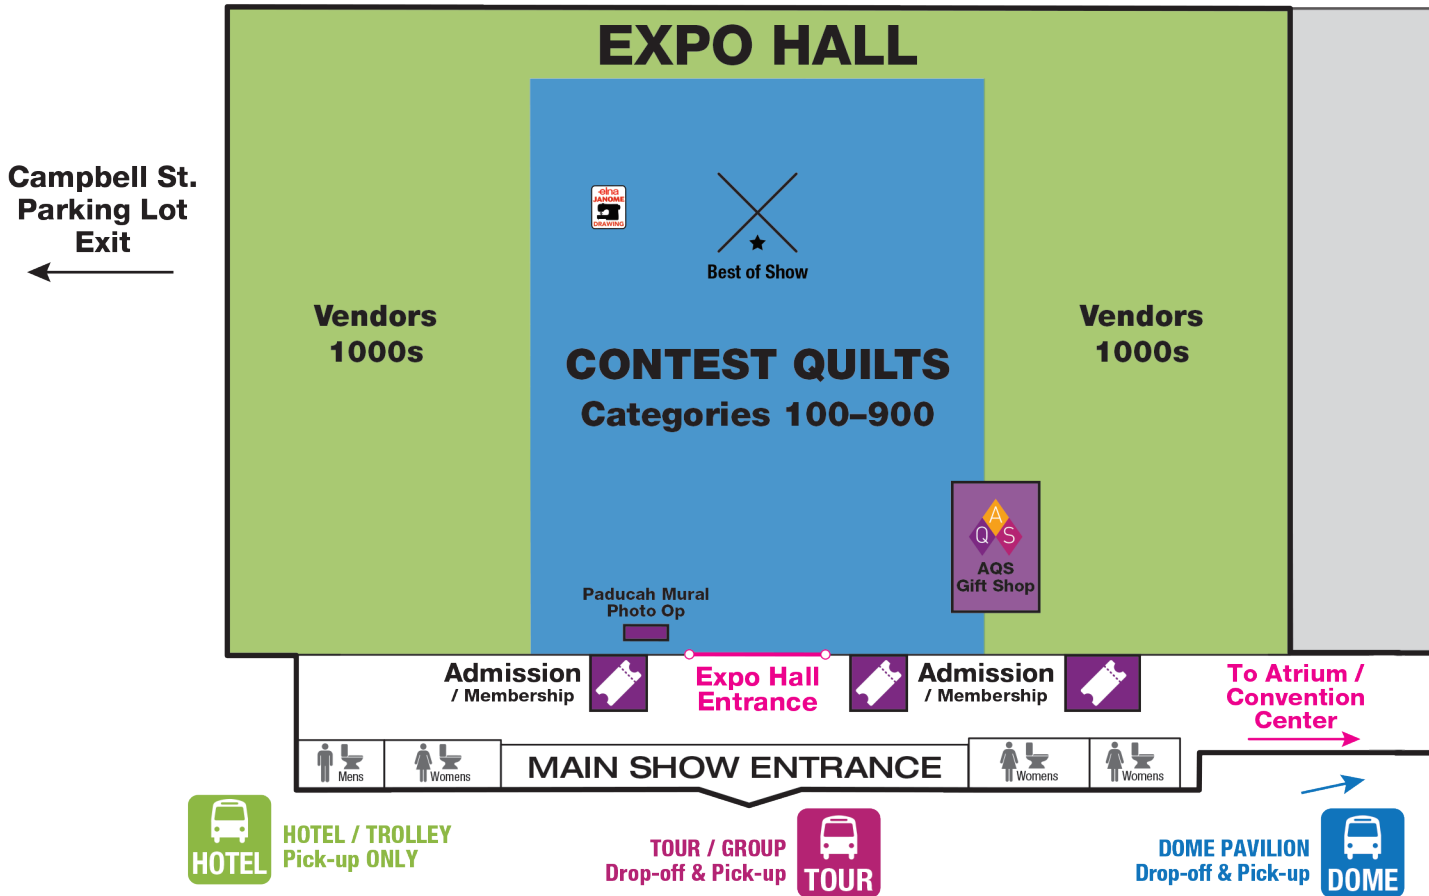 EXPO HALL
Campbell St.
Parking Lot
Exit
elna
JANOME
DRAWING
Best of Show
Vendors
1000s
CONTEST QUILTS
Categories 100–900
Vendors
1000s
A
Q S
AQS
Gift Shop
Paducah Mural
Photo Op
Admission
/ Membership
Expo Hall
Entrance
Admission
/ Membership
To Atrium /
Convention
Center
Mens
Womens
MAIN SHOW ENTRANCE
Womens
Womens
HOTEL
HOTEL / TROLLEY
Pick-up ONLY
TOUR / GROUP
Drop-off & Pick-up
TOUR
DOME PAVILION
Drop-off & Pick-up
DOME